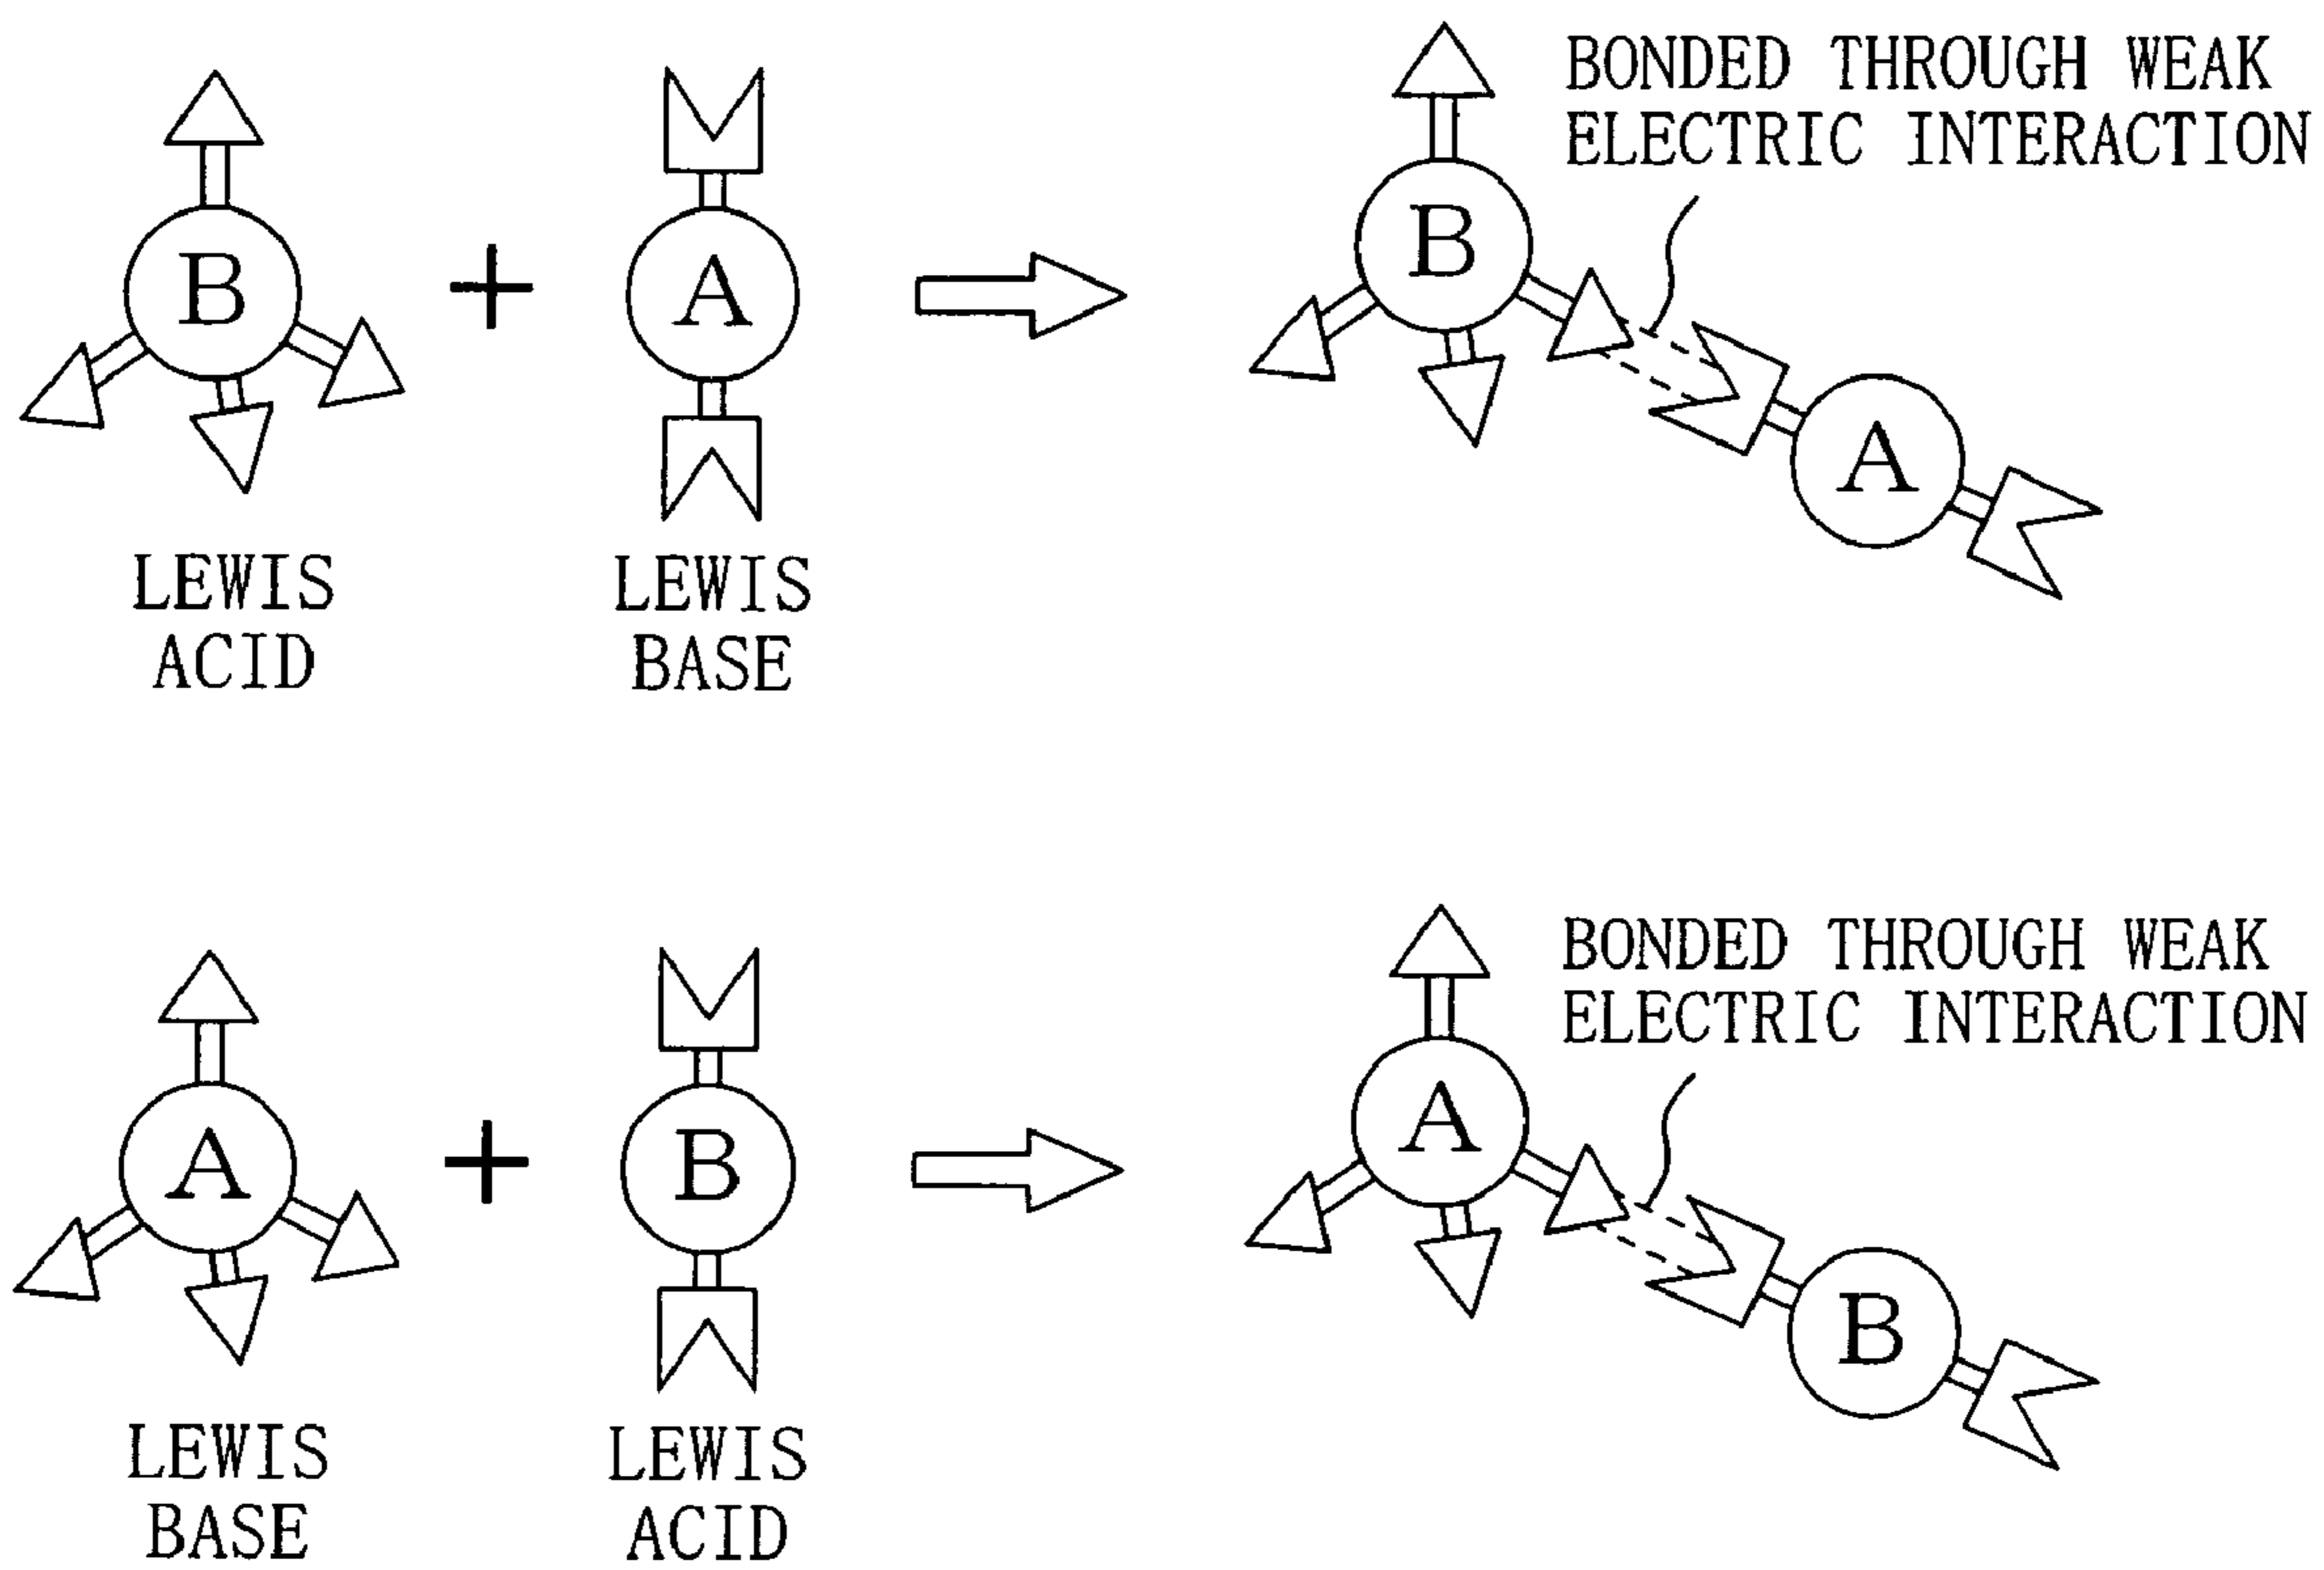 BONDED THROUGH WEAK
ELECTRIC INTERACTION
B + A B
A
LEWIS
ACID
LEWIS
BASE
BONDED THROUGH WEAK
ELECTRIC INTERACTION
A + B A
B
LEWIS
BASE
LEWIS
ACID